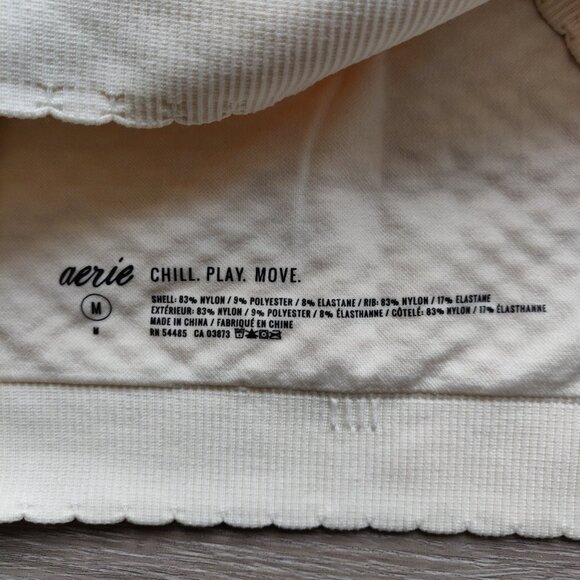 aerie CHILL. PLAY. MOVE.
M
M
SHELL: 83% NYLON / 9% POLYESTER / 8% ELASTANE / RIB: 83% NYLON / 17% ELASTANE
EXTÉRIEUR: 83% NYLON / 9% POLYESTER / 8% ÉLASTHANNE / CÔTELÉ: 83% NYLON / 17% ÉLASTHANNE
MADE IN CHINA / FABRIQUÉ EN CHINE
RN 54485 CA 03873